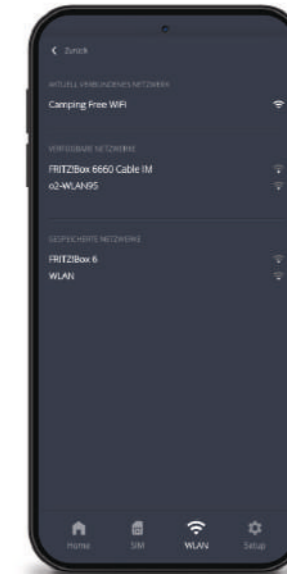 Zurück
AKTUELL VERBUNDENES NETZWERK
Camping Free WiFi
VERFÜGBARE NETZWERKE
FRITZ!Box 6660 Cable IM
o2-WLAN95
GESPEICHERTE NETZWERKE
FRITZ!Box 6
WLAN
Home SIM WLAN Setup